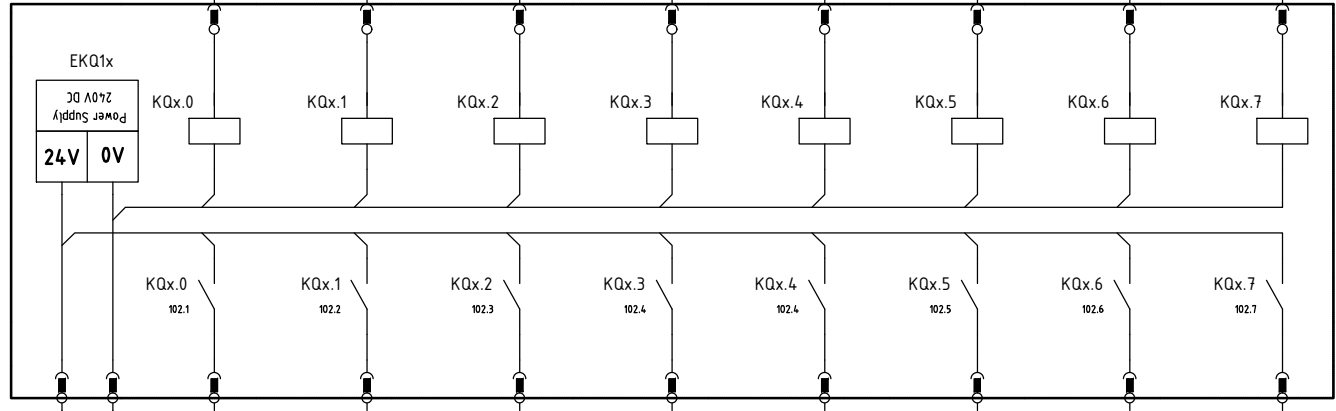 EKQ1x
Power Supply
240V DC
24V 0V
KQx.0 KQx.1 KQx.2 KQx.3 KQx.4 KQx.5 KQx.6 KQx.7
KQx.0 KQx.1 KQx.2 KQx.3 KQx.4 KQx.5 KQx.6 KQx.7
102.1 102.2 102.3 102.4 102.4 102.5 102.6 102.7